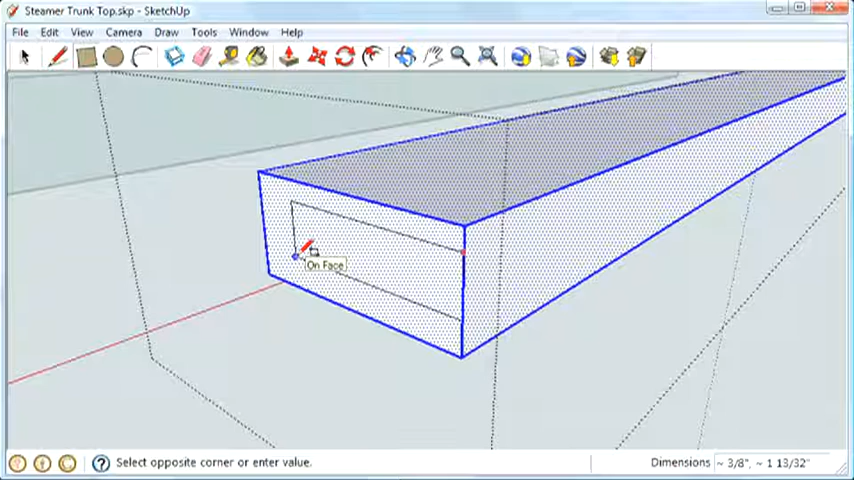 Steamer Trunk Top.skp - SketchUp
File Edit View Camera Draw Tools Window Help
On Face
Select opposite corner or enter value.
Dimensions ~ 3/8", ~ 1 13/32"